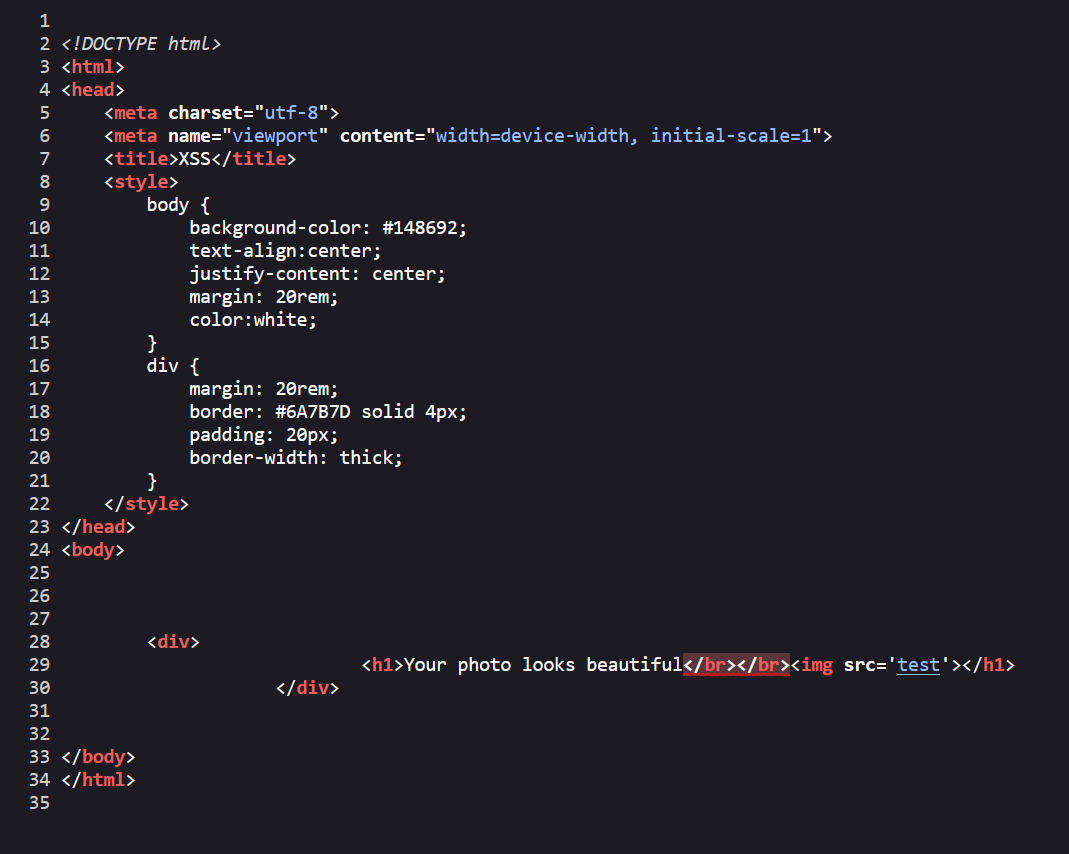 1
2 <!DOCTYPE html>
3 <html>
4 <head>
5     <meta charset="utf-8">
6     <meta name="viewport" content="width=device-width, initial-scale=1">
7     <title>XSS</title>
8     <style>
9         body {
10             background-color: #148692;
11             text-align:center;
12             justify-content: center;
13             margin: 20rem;
14             color:white;
15         }
16         div {
17             margin: 20rem;
18             border: #6A7B7D solid 4px;
19             padding: 20px;
20             border-width: thick;
21         }
22     </style>
23 </head>
24 <body>
25
26
27
28         <div>
29                             <h1>Your photo looks beautiful</br></br><img src='test'></h1>
30                     </div>
31
32
33 </body>
34 </html>
35